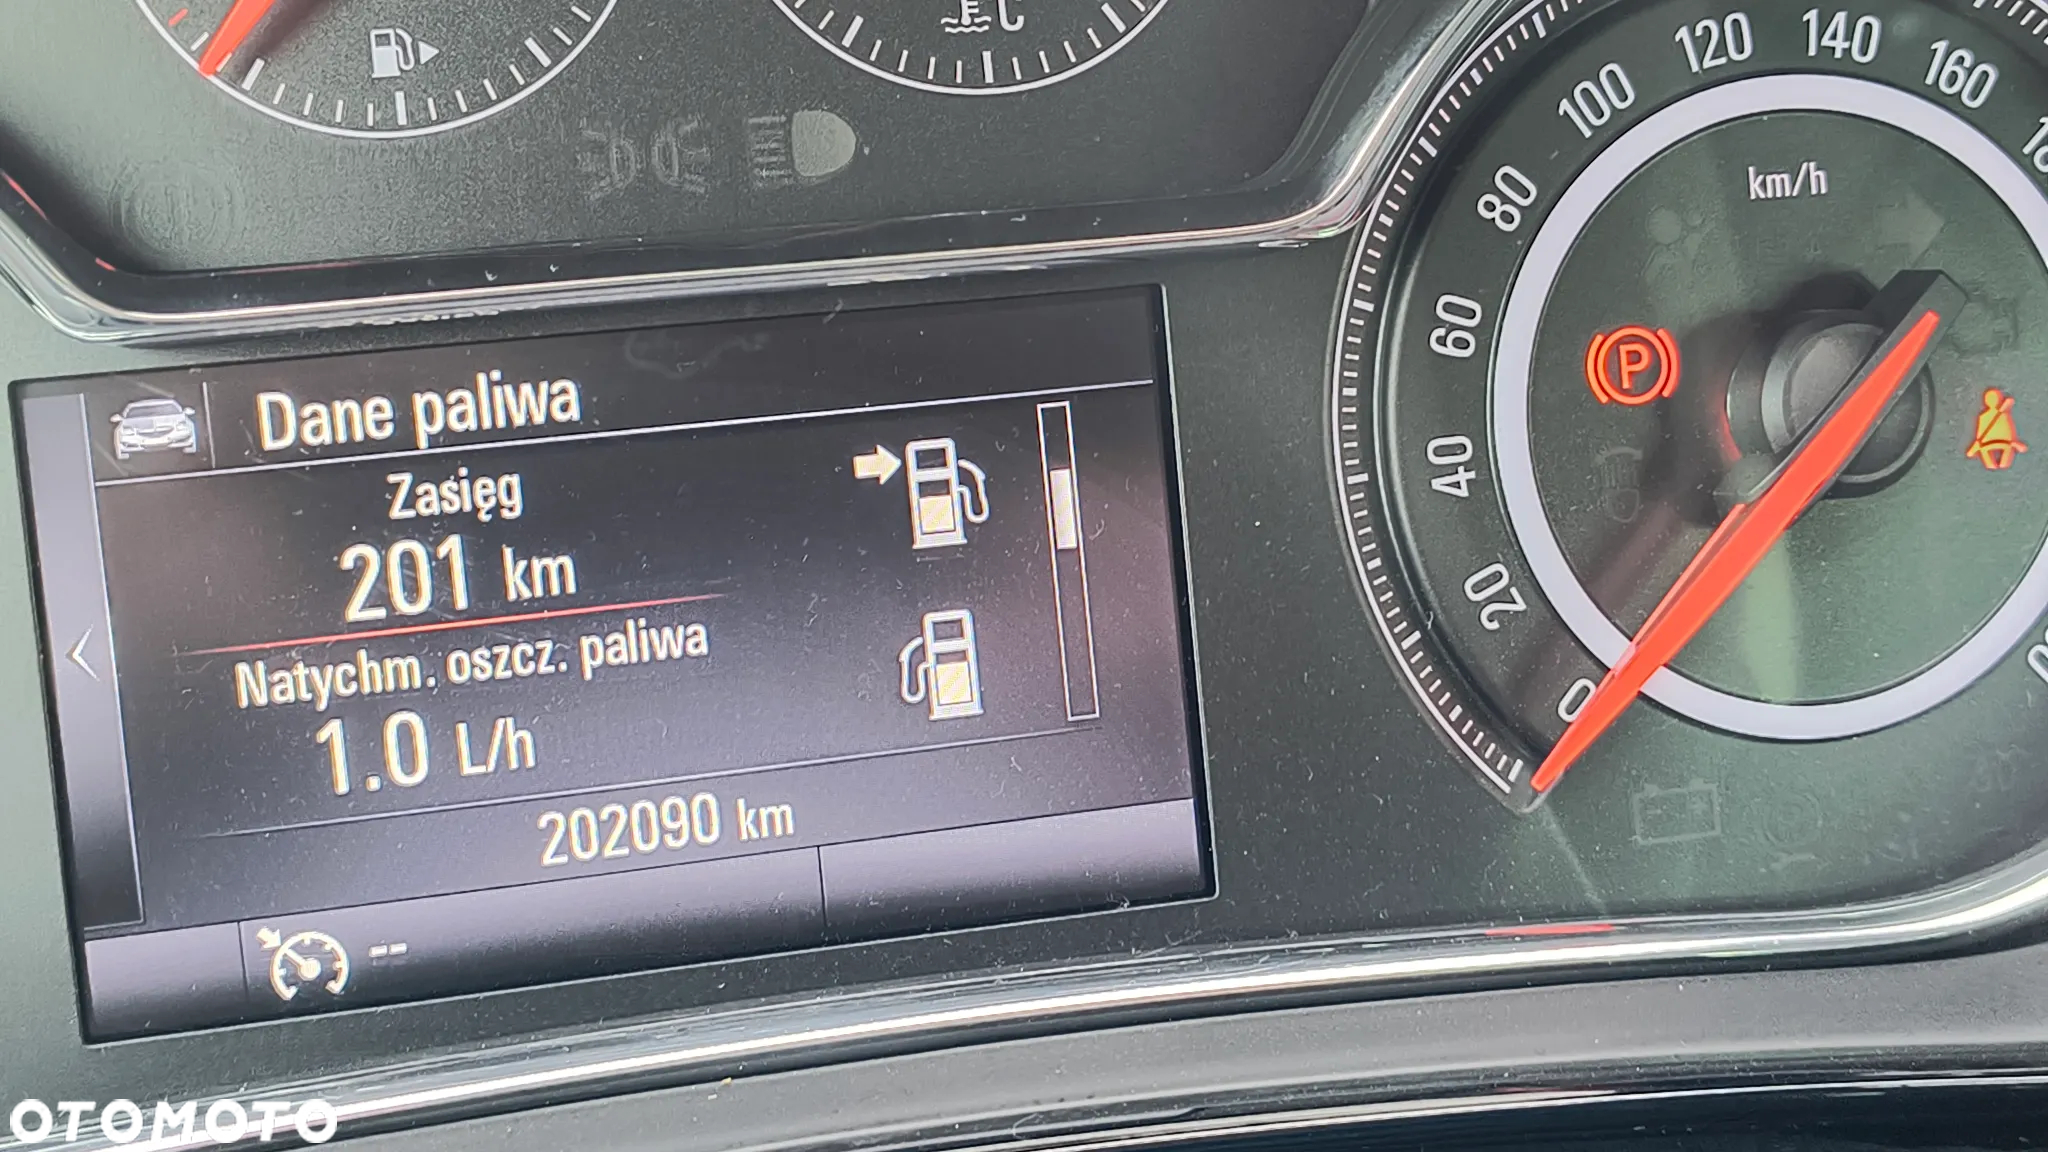 °C
Dane paliwa
Zasięg
201 km
Natychm. oszcz. paliwa
1.0 L/h
202090 km
--
0
20
40
60
80
100
120
140
160
km/h
P
OTOMOTO